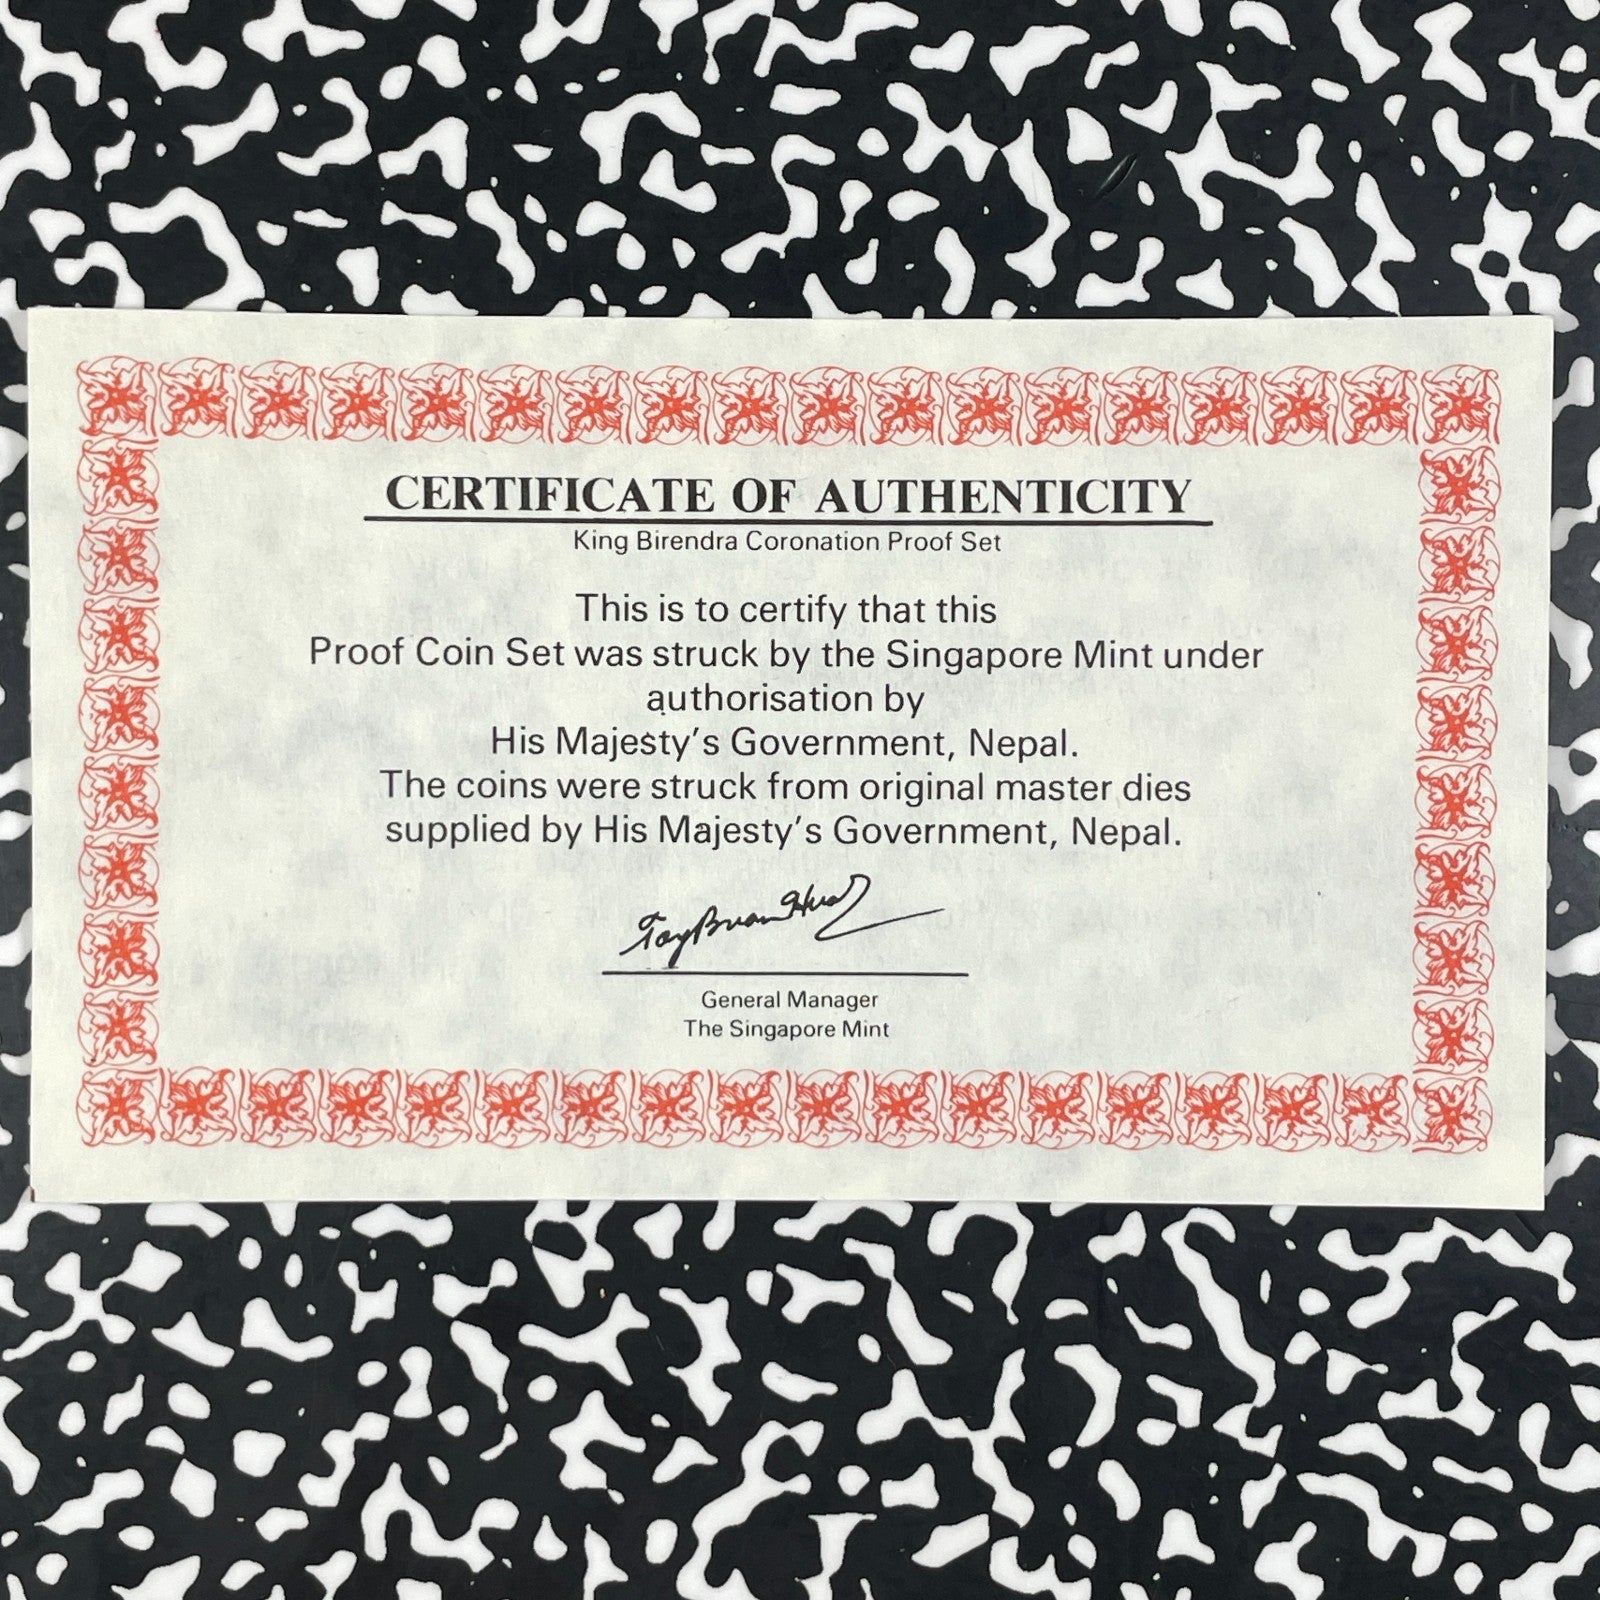 CERTIFICATE OF AUTHENTICITY
King Birendra Coronation Proof Set
This is to certify that this
Proof Coin Set was struck by the Singapore Mint under
authorisation by
His Majesty's Government, Nepal.
The coins were struck from original master dies
supplied by His Majesty's Government, Nepal.
General Manager
The Singapore Mint